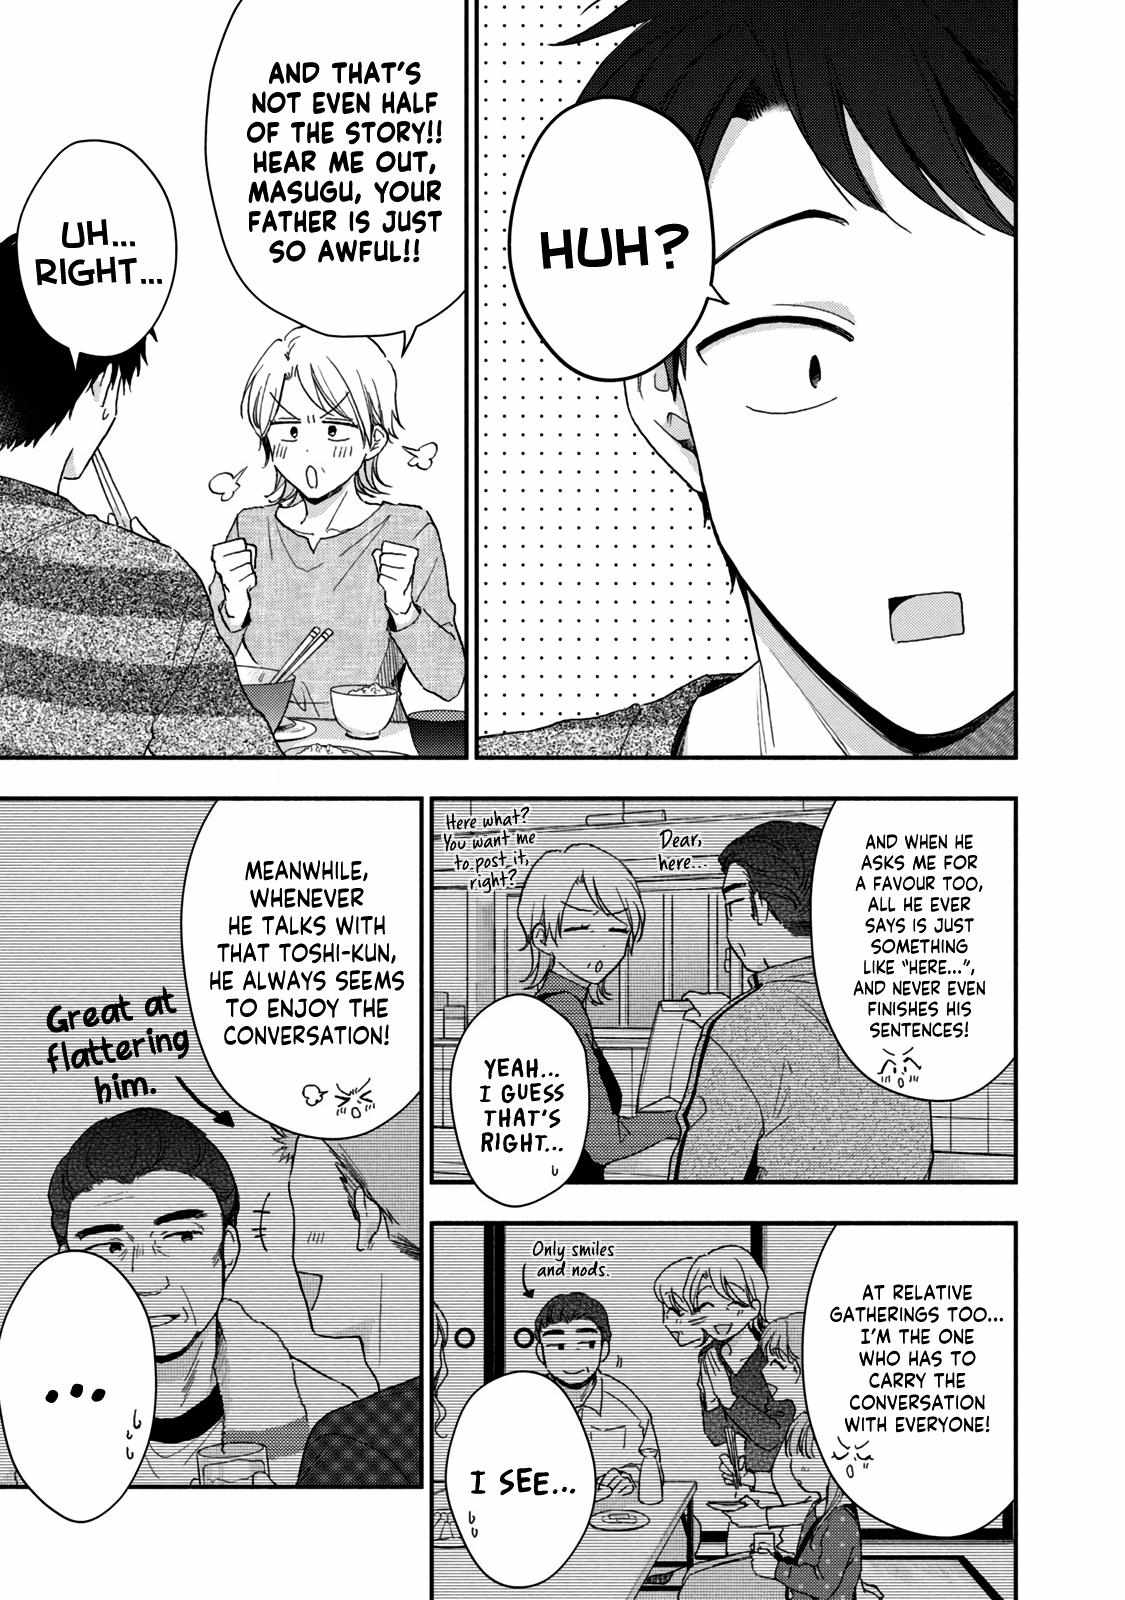 HUH?
AND THAT'S
NOT EVEN HALF
OF THE STORY!!
HEAR ME OUT,
MASUGU, YOUR
FATHER IS JUST
SO AWFUL!!
UH...
RIGHT...
AND WHEN HE
ASKS ME FOR
A FAVOUR TOO,
ALL HE EVER
SAYS IS JUST
SOMETHING
LIKE "HERE...",
AND NEVER EVEN
FINISHES HIS
SENTENCES!
Dear,
here...
Here what?
You want me
to post it,
right?
YEAH...
I GUESS
THAT'S
RIGHT...
AT RELATIVE
GATHERINGS TOO...
I'M THE ONE
WHO HAS TO
CARRY THE
CONVERSATION
WITH EVERYONE!
Only smiles
and nods.
I SEE...
MEANWHILE,
WHENEVER
HE TALKS WITH
THAT TOSHI-KUN,
HE ALWAYS SEEMS
TO ENJOY THE
CONVERSATION!
Great at
flattering
him.
...